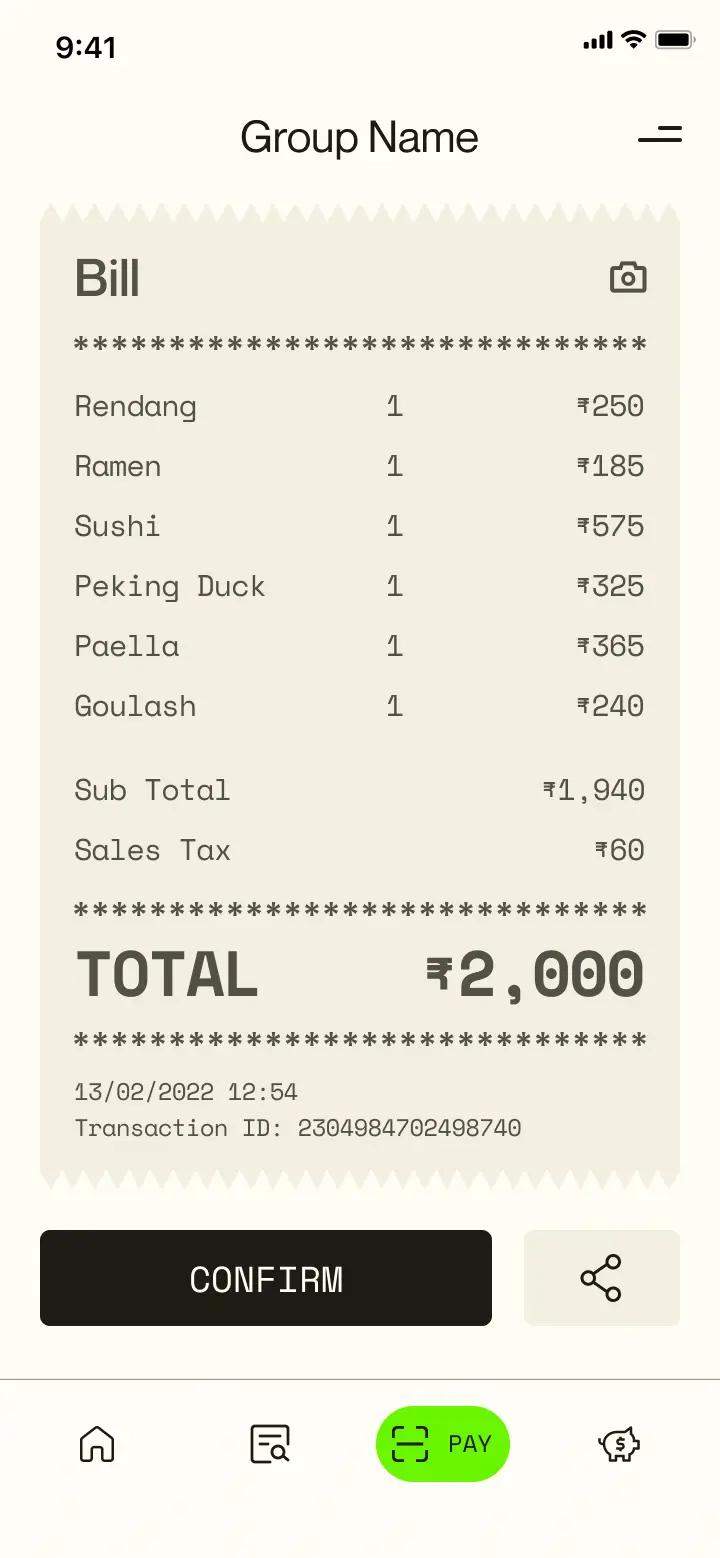 9:41
Group Name
Bill
******************************
Rendang 1 ₹250
Ramen 1 ₹185
Sushi 1 ₹575
Peking Duck 1 ₹325
Paella 1 ₹365
Goulash 1 ₹240
Sub Total ₹1,940
Sales Tax ₹60
******************************
TOTAL ₹2,000
******************************
13/02/2022 12:54
Transaction ID: 2304984702498740
CONFIRM
PAY
$